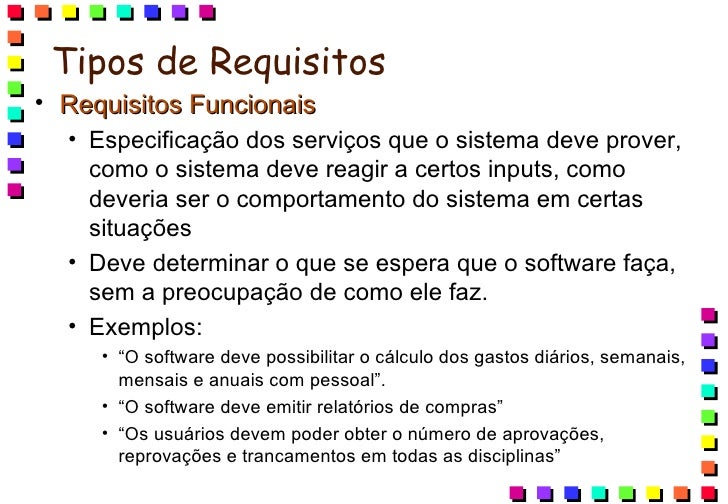 Tipos de Requisitos
• Requisitos Funcionais
• Especificação dos serviços que o sistema deve prover,
como o sistema deve reagir a certos inputs, como
deveria ser o comportamento do sistema em certas
situações
• Deve determinar o que se espera que o software faça,
sem a preocupação de como ele faz.
• Exemplos:
• “O software deve possibilitar o cálculo dos gastos diários, semanais,
mensais e anuais com pessoal”.
• “O software deve emitir relatórios de compras”
• “Os usuários devem poder obter o número de aprovações,
reprovações e trancamentos em todas as disciplinas”